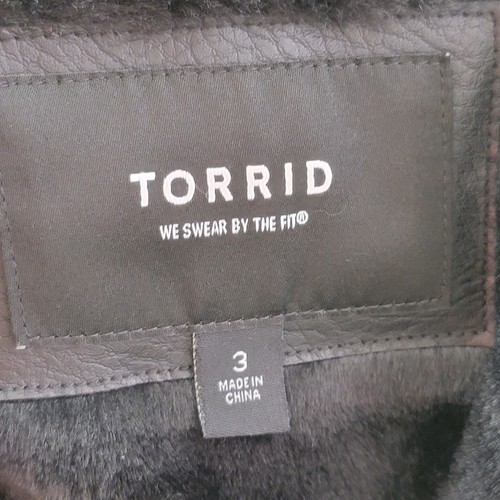 TORRID
WE SWEAR BY THE FIT®
3
MADE IN
CHINA